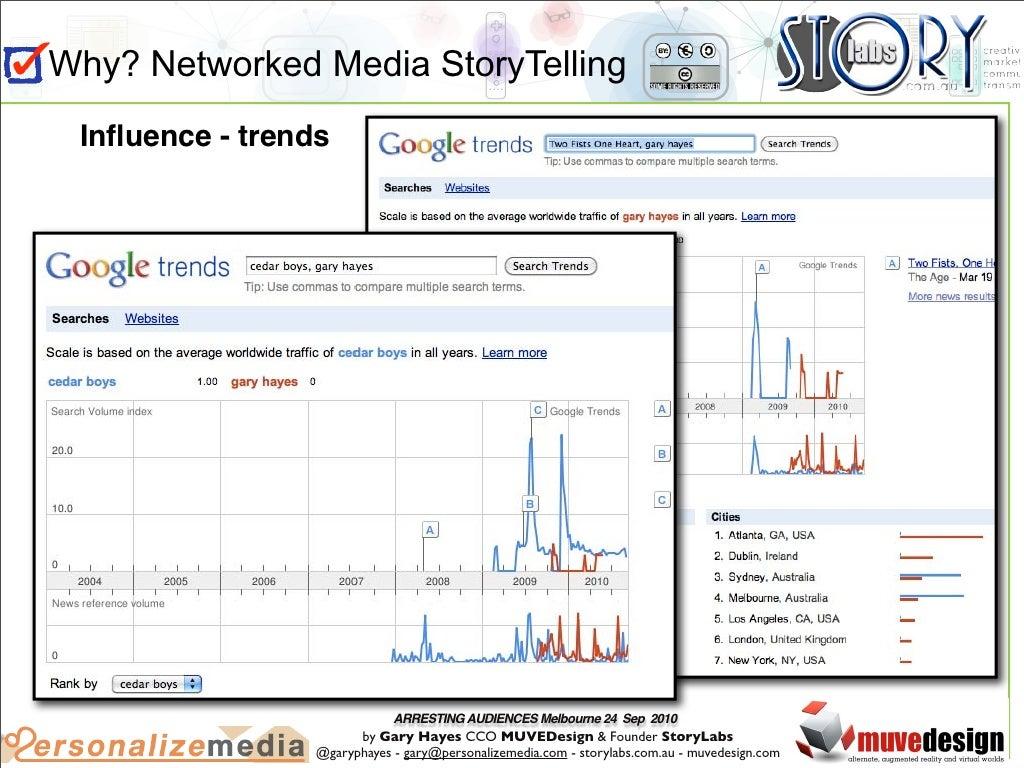 Why? Networked Media StoryTelling
BY:
cc
SOME RIGHTS RESERVED
STORY
labs
.com.au
creativ
market
commu
transm
Influence - trends
Google trends
Two Fists One Heart, gary hayes
Search Trends
Tip: Use commas to compare multiple search terms.
Searches Websites
Scale is based on the average worldwide traffic of gary hayes in all years. Learn more
A
Google Trends
A
Two Fists, One He
The Age - Mar 19
More news results
2008 2009 2010
Cities
1. Atlanta, GA, USA
2. Dublin, Ireland
3. Sydney, Australia
4. Melbourne, Australia
5. Los Angeles, CA, USA
6. London, United Kingdom
7. New York, NY, USA
Google trends
cedar boys, gary hayes
Search Trends
Tip: Use commas to compare multiple search terms.
Searches Websites
Scale is based on the average worldwide traffic of cedar boys in all years. Learn more
cedar boys 1.00 gary hayes 0
Search Volume index
C Google Trends
A
20.0
B
10.0
B
C
A
0
2004 2005 2006 2007 2008 2009 2010
News reference volume
0
Rank by cedar boys
ARRESTING AUDIENCES Melbourne 24 Sep 2010
by Gary Hayes CCO MUVEDesign & Founder StoryLabs
@garyphayes - gary@personalizemedia.com - storylabs.com.au - muvedesign.com
Personalizemedia
muvedesign
alternate, augmented reality and virtual worlds